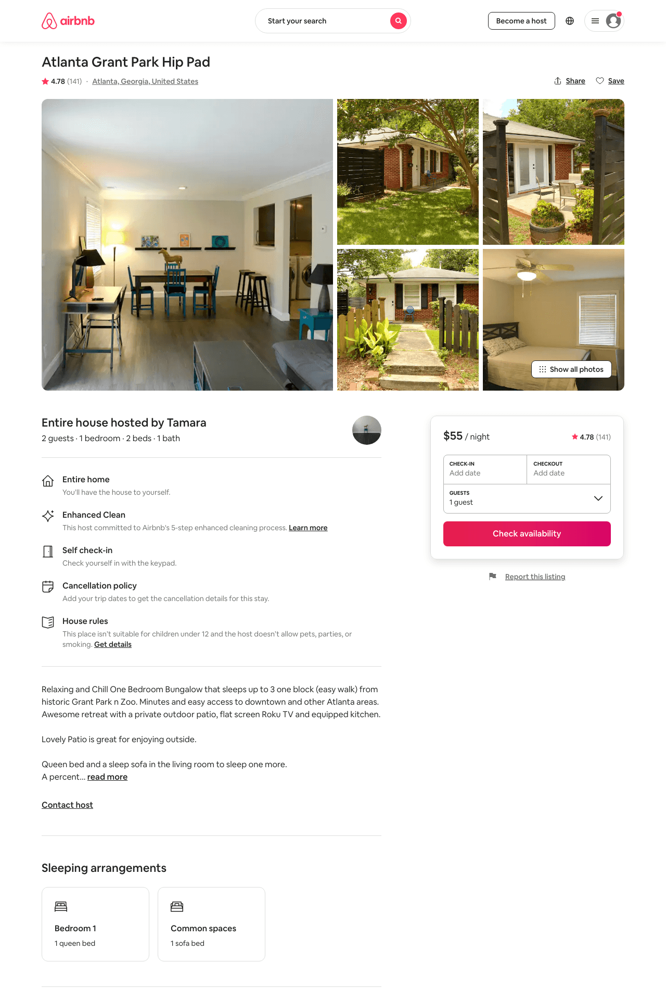 airbnb
Start your search
Become a host
Atlanta Grant Park Hip Pad
4.78 (141) · Atlanta, Georgia, United States
Share
Save
Show all photos
Entire house hosted by Tamara
2 guests · 1 bedroom · 2 beds · 1 bath
$55 / night
4.78 (141)
CHECK-IN
Add date
CHECKOUT
Add date
GUESTS
1 guest
Check availability
Report this listing
Entire home
You’ll have the house to yourself.
Enhanced Clean
This host committed to Airbnb's 5-step enhanced cleaning process. Learn more
Self check-in
Check yourself in with the keypad.
Cancellation policy
Add your trip dates to get the cancellation details for this stay.
House rules
This place isn’t suitable for children under 12 and the host doesn’t allow pets, parties, or
smoking. Get details
Relaxing and Chill One Bedroom Bungalow that sleeps up to 3 one block (easy walk) from
historic Grant Park n Zoo. Minutes and easy access to downtown and other Atlanta areas.
Awesome retreat with a private outdoor patio, flat screen Roku TV and equipped kitchen.
Lovely Patio is great for enjoying outside.
Queen bed and a sleep sofa in the living room to sleep one more.
A percent... read more
Contact host
Sleeping arrangements
Bedroom 1
1 queen bed
Common spaces
1 sofa bed